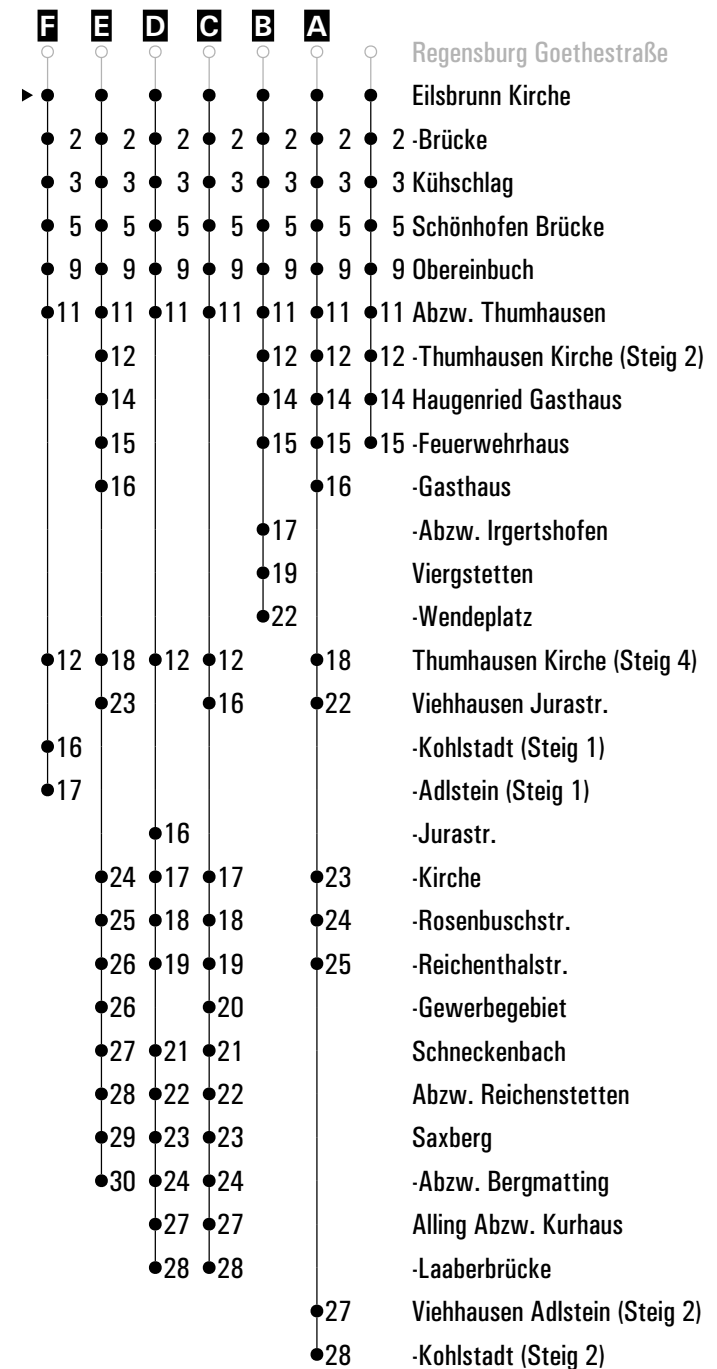 F E D C B A
Regensburg Goethestraße
Eilsbrunn Kirche
2 2 2 2 2 2 2 -Brücke
3 3 3 3 3 3 3 Kühschlag
5 5 5 5 5 5 5 Schönhofen Brücke
9 9 9 9 9 9 9 Obereinbuch
11 11 11 11 11 11 11 Abzw. Thumhausen
12 12 12 12 -Thumhausen Kirche (Steig 2)
14 14 14 14 Haugenried Gasthaus
15 15 15 15 -Feuerwehrhaus
16 16 -Gasthaus
17 -Abzw. Irgertshofen
19 Viergstetten
22 -Wendeplatz
12 18 12 12 18 Thumhausen Kirche (Steig 4)
23 16 22 Viehhausen Jurastr.
16 -Kohlstadt (Steig 1)
17 -Adlstein (Steig 1)
16 -Jurastr.
24 17 17 23 -Kirche
25 18 18 24 -Rosenbuschstr.
26 19 19 25 -Reichenthalstr.
26 20 -Gewerbegebiet
27 21 21 Schneckenbach
28 22 22 Abzw. Reichenstetten
29 23 23 Saxberg
30 24 24 -Abzw. Bergmatting
27 27 Alling Abzw. Kurhaus
28 28 -Laaberbrücke
27 Viehhausen Adlstein (Steig 2)
28 -Kohlstadt (Steig 2)